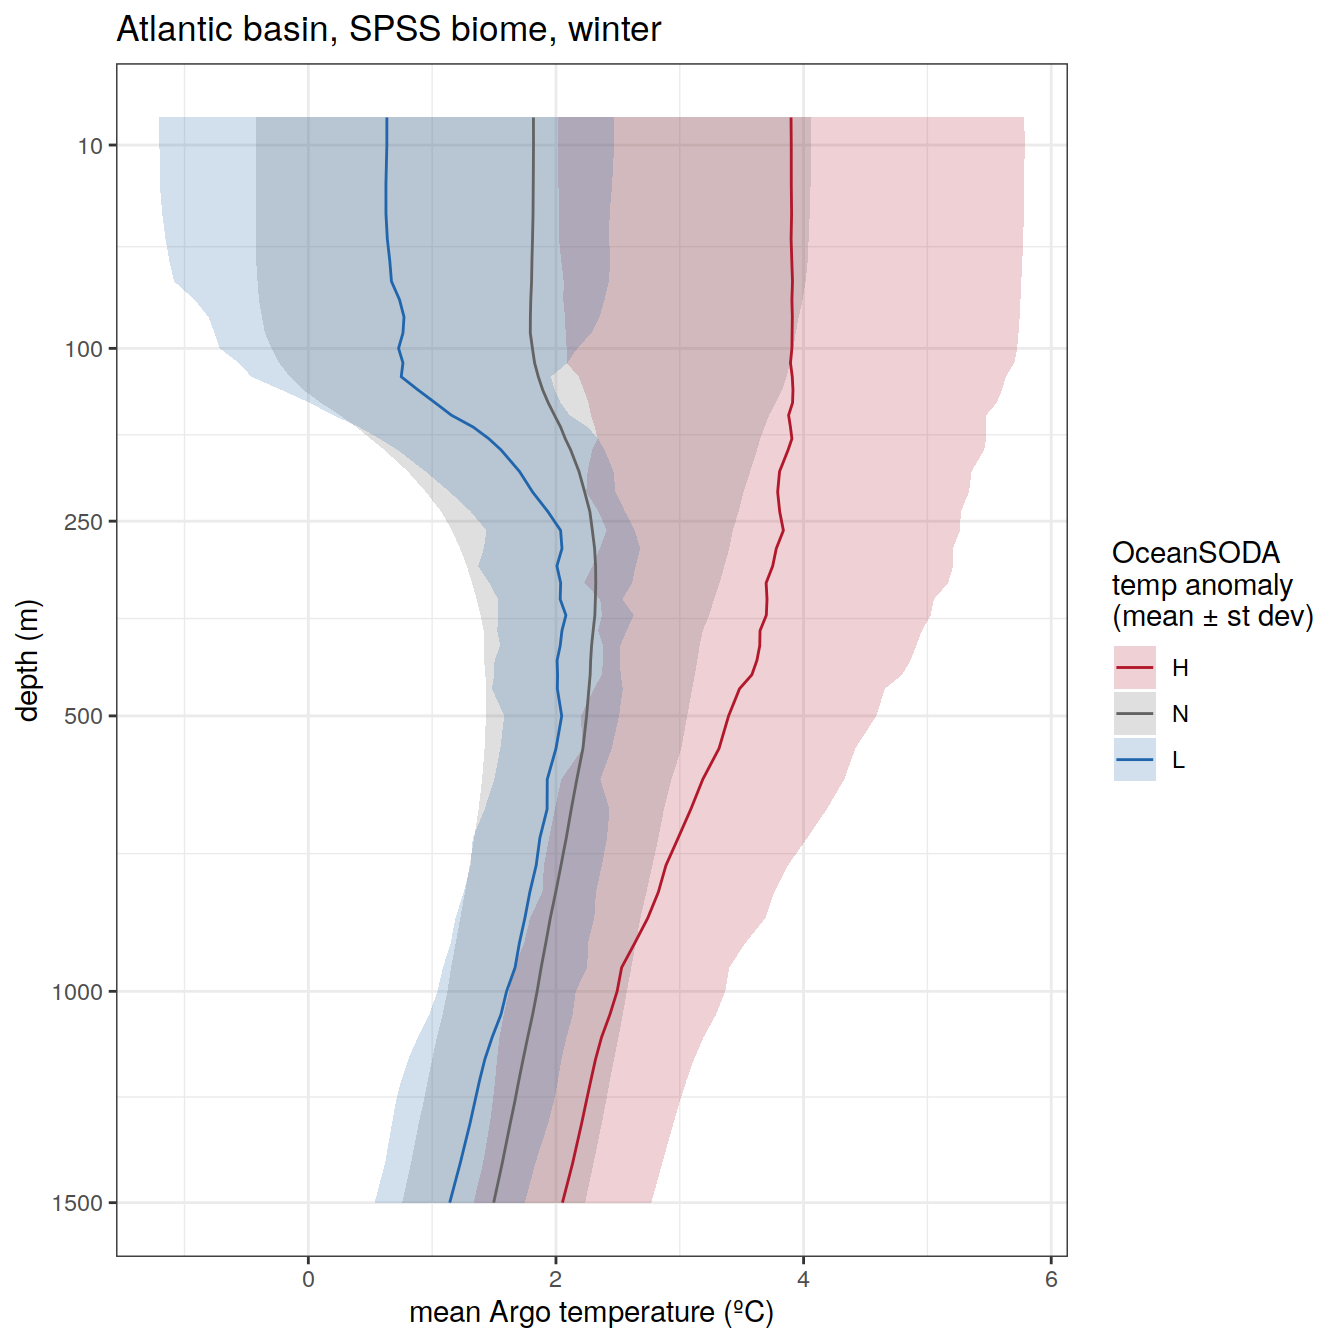 Atlantic basin, SPSS biome, winter
10
100
250
500
1000
1500
depth (m)
0
2
4
6
mean Argo temperature (ºC)
OceanSODA
temp anomaly
(mean ± st dev)
H
N
L